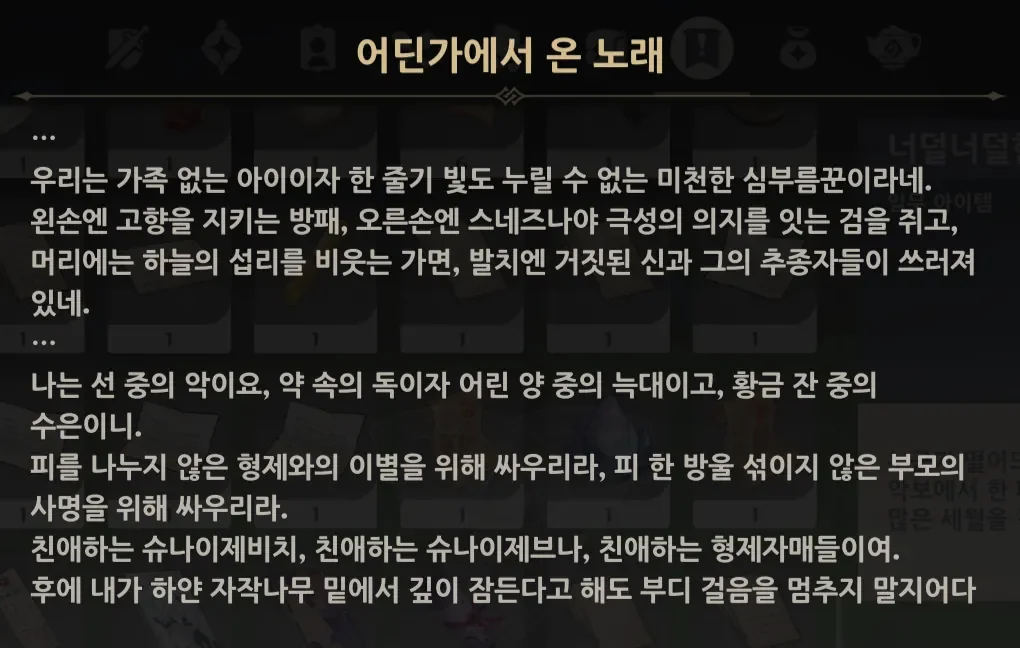 어딘가에서 온 노래
...
우리는 가족 없는 아이이자 한 줄기 빛도 누릴 수 없는 미천한 심부름꾼이라네.
왼손엔 고향을 지키는 방패, 오른손엔 스네즈나야 극성의 의지를 잇는 검을 쥐고,
머리에는 하늘의 섭리를 비웃는 가면, 발치엔 거짓된 신과 그의 추종자들이 쓰러져
있네.
...
나는 선 중의 악이요, 약 속의 독이자 어린 양 중의 늑대이고, 황금 잔 중의
수은이니.
피를 나누지 않은 형제와의 이별을 위해 싸우리라, 피 한 방울 섞이지 않은 부모의
사명을 위해 싸우리라.
친애하는 슈나이제비치, 친애하는 슈나이제브나, 친애하는 형제자매들이여.
후에 내가 하얀 자작나무 밑에서 깊이 잠든다고 해도 부디 걸음을 멈추지 말지어다